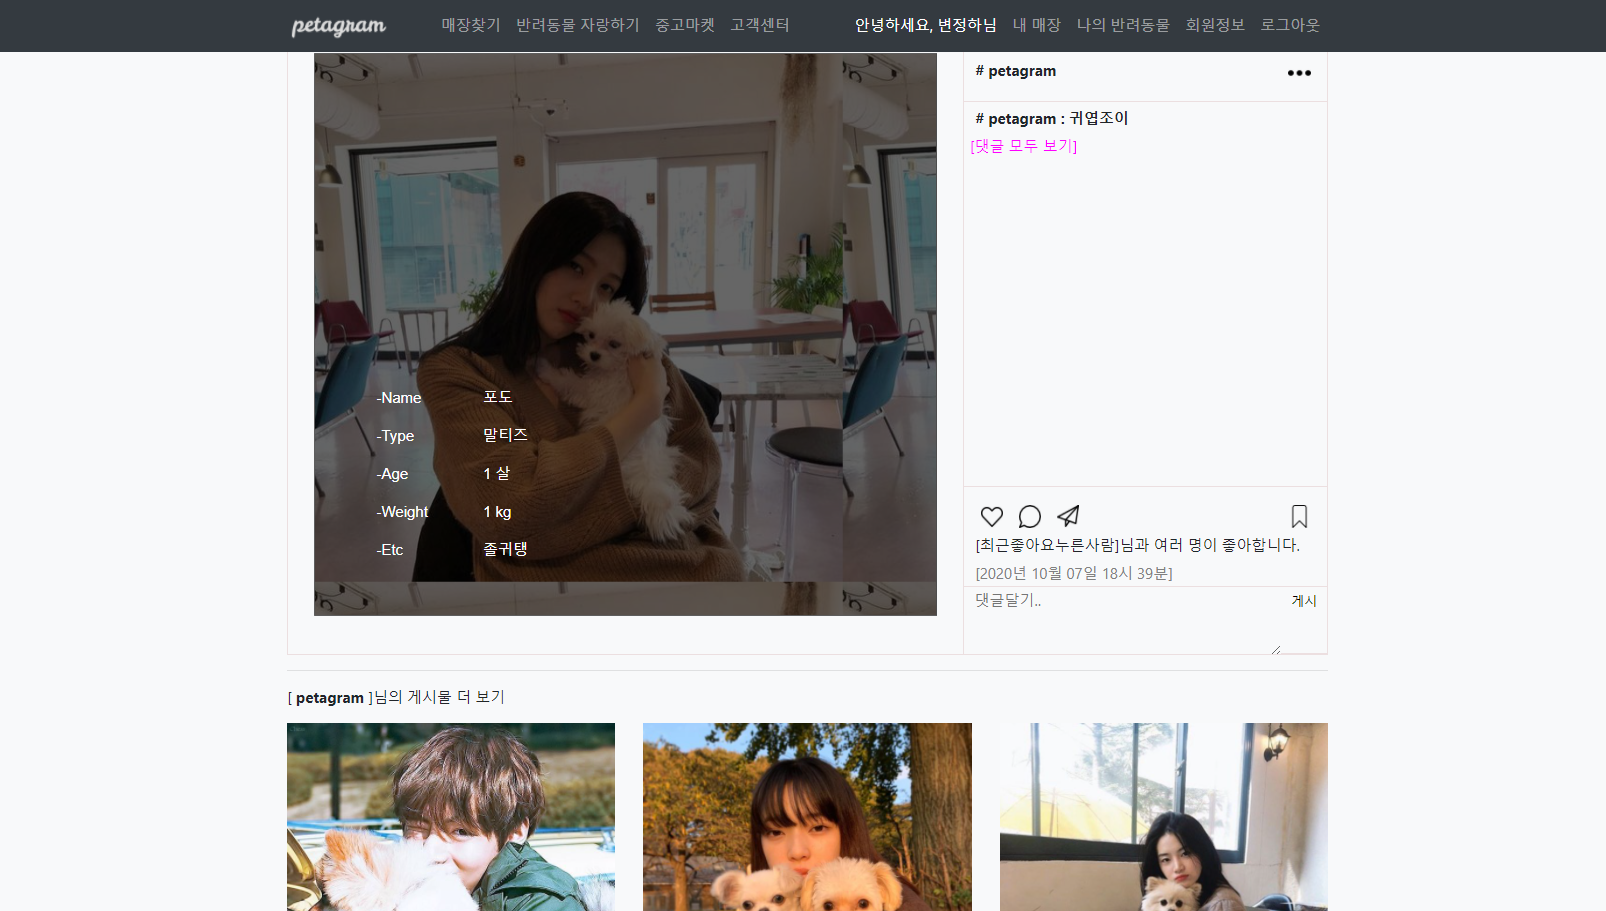 petagram 매장찾기 반려동물 자랑하기 중고마켓 고객센터 안녕하세요, 변정하님 내 매장 나의 반려동물 회원정보 로그아웃
# petagram
# petagram : 귀엽조이
[댓글 모두 보기]
-Name 포도
-Type 말티즈
-Age 1 살
-Weight 1 kg
-Etc 졸귀탱
[최근좋아요누른사람]님과 여러 명이 좋아합니다.
[2020년 10월 07일 18시 39분]
댓글달기.. 게시
[ petagram ]님의 게시물 더 보기